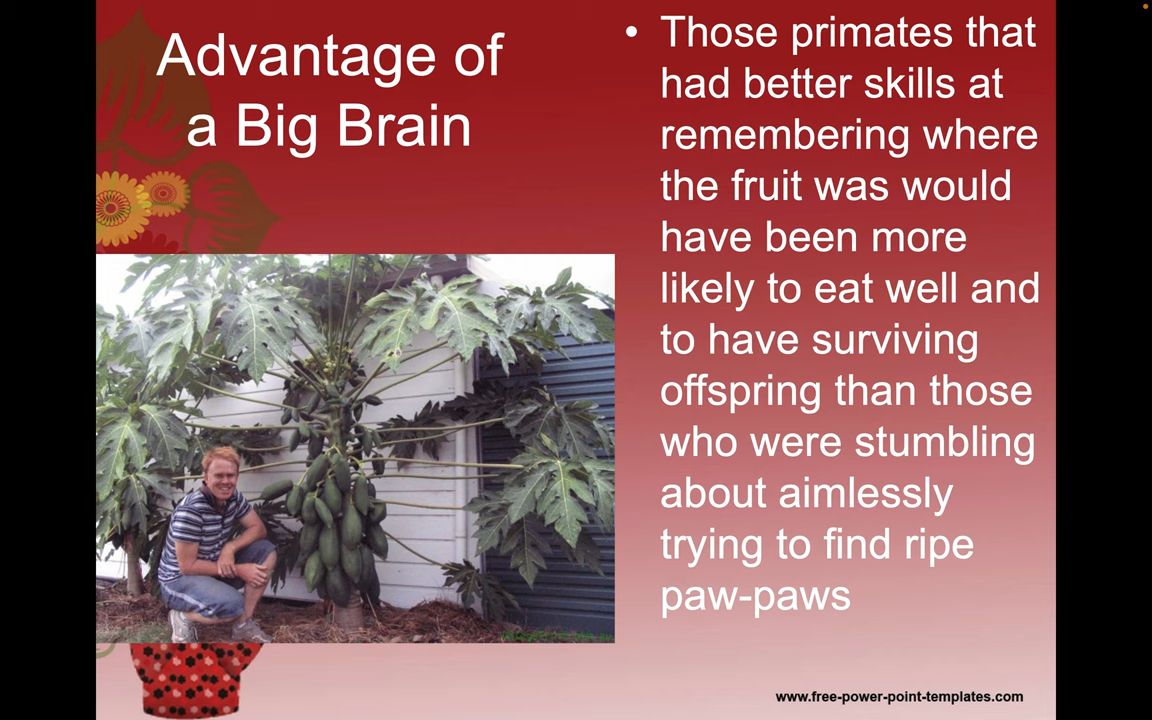 Advantage of
a Big Brain
• Those primates that
had better skills at
remembering where
the fruit was would
have been more
likely to eat well and
to have surviving
offspring than those
who were stumbling
about aimlessly
trying to find ripe
paw-paws
www.free-power-point-templates.com